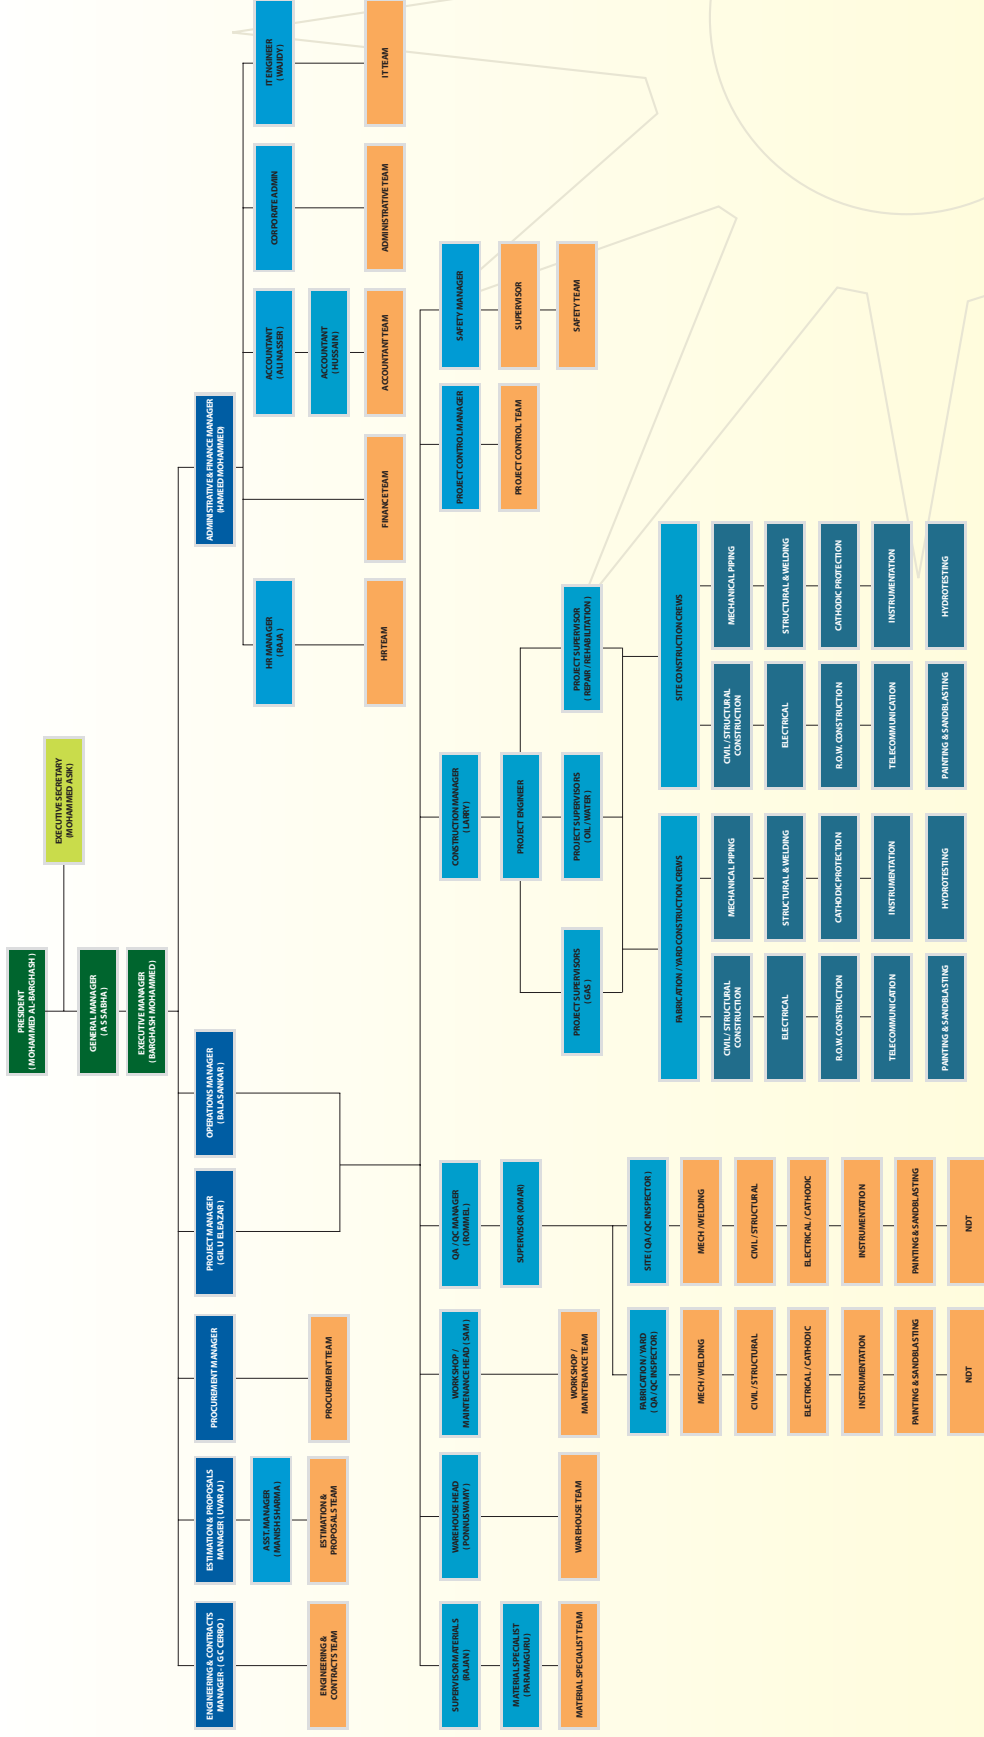 PRESIDENT
( MOHAMMED AL-BARGHASH )
EXECUTIVE SECRETARY
(MOHAMMED ASIK)
GENERAL MANAGER
( A S SABHA )
EXECUTIVE MANAGER
( BARGHASH MOHAMMED )
ENGINEERING & CONTRACTS
MANAGER- ( G C CERBO )
ESTIMATION & PROPOSALS
MANAGER ( UVARAJ )
PROCUREMENT MANAGER
PROJECT MANAGER
( GIL U ELEAZAR )
OPERATIONS MANAGER
( BALASANKAR )
ADMINISTRATIVE & FINANCE MANAGER
(HAMEED MOHAMMED)
ASST. MANAGER
( MANISH SHARMA )
ENGINEERING &
CONTRACTS TEAM
ESTIMATION &
PROPOSALS TEAM
PROCUREMENT TEAM
HR MANAGER
( RAJA )
ACCOUNTANT
( ALI NASSER )
CORPORATE ADMIN
IT ENGINEER
( WAJIDY )
ACCOUNTANT
( HUSSAIN )
HR TEAM
FINANCE TEAM
ACCOUNTANT TEAM
ADMINISTRATIVE TEAM
IT TEAM
SUPERVISOR MATERIALS
(RAJAN )
WAREHOUSE HEAD
( PONNUSWAMY )
WORKSHOP /
MAINTENANCE HEAD ( SAM )
QA / QC MANAGER
( ROMMEL )
CONSTRUCTION MANAGER
( LARRY )
PROJECT CONTROL MANAGER
SAFETY MANAGER
MATERIAL SPECIALIST
( PARAMAGURU )
SUPERVISOR (OMAR)
PROJECT ENGINEER
PROJECT CONTROL TEAM
SUPERVISOR
MATERIAL SPECIALIST TEAM
WAREHOUSE TEAM
WORKSHOP /
MAINTENANCE TEAM
PROJECT SUPERVISORS
( GAS )
PROJECT SUPERVISORS
( OIL / WATER )
PROJECT SUPERVISOR
( REPAIR / REHABILITATION )
SAFETY TEAM
FABRICATION / YARD
( QA / QC INSPECTOR )
SITE ( QA / QC INSPECTOR )
FABRICATION / YARD CONSTRUCTION CREWS
SITE CONSTRUCTION CREWS
MECH / WELDING
MECH / WELDING
CIVIL / STRUCTURAL
CONSTRUCTION
MECHANICAL PIPING
CIVIL / STRUCTURAL
CONSTRUCTION
MECHANICAL PIPING
CIVIL / STRUCTURAL
CIVIL / STRUCTURAL
ELECTRICAL
STRUCTURAL & WELDING
ELECTRICAL
STRUCTURAL & WELDING
ELECTRICAL / CATHODIC
ELECTRICAL / CATHODIC
R.O.W. CONSTRUCTION
CATHODIC PROTECTION
R.O.W. CONSTRUCTION
CATHODIC PROTECTION
INSTRUMENTATION
INSTRUMENTATION
TELECOMMUNICATION
INSTRUMENTATION
TELECOMMUNICATION
INSTRUMENTATION
PAINTING & SANDBLASTING
PAINTING & SANDBLASTING
PAINTING & SANDBLASTING
HYDROTESTING
PAINTING & SANDBLASTING
HYDROTESTING
NDT
NDT